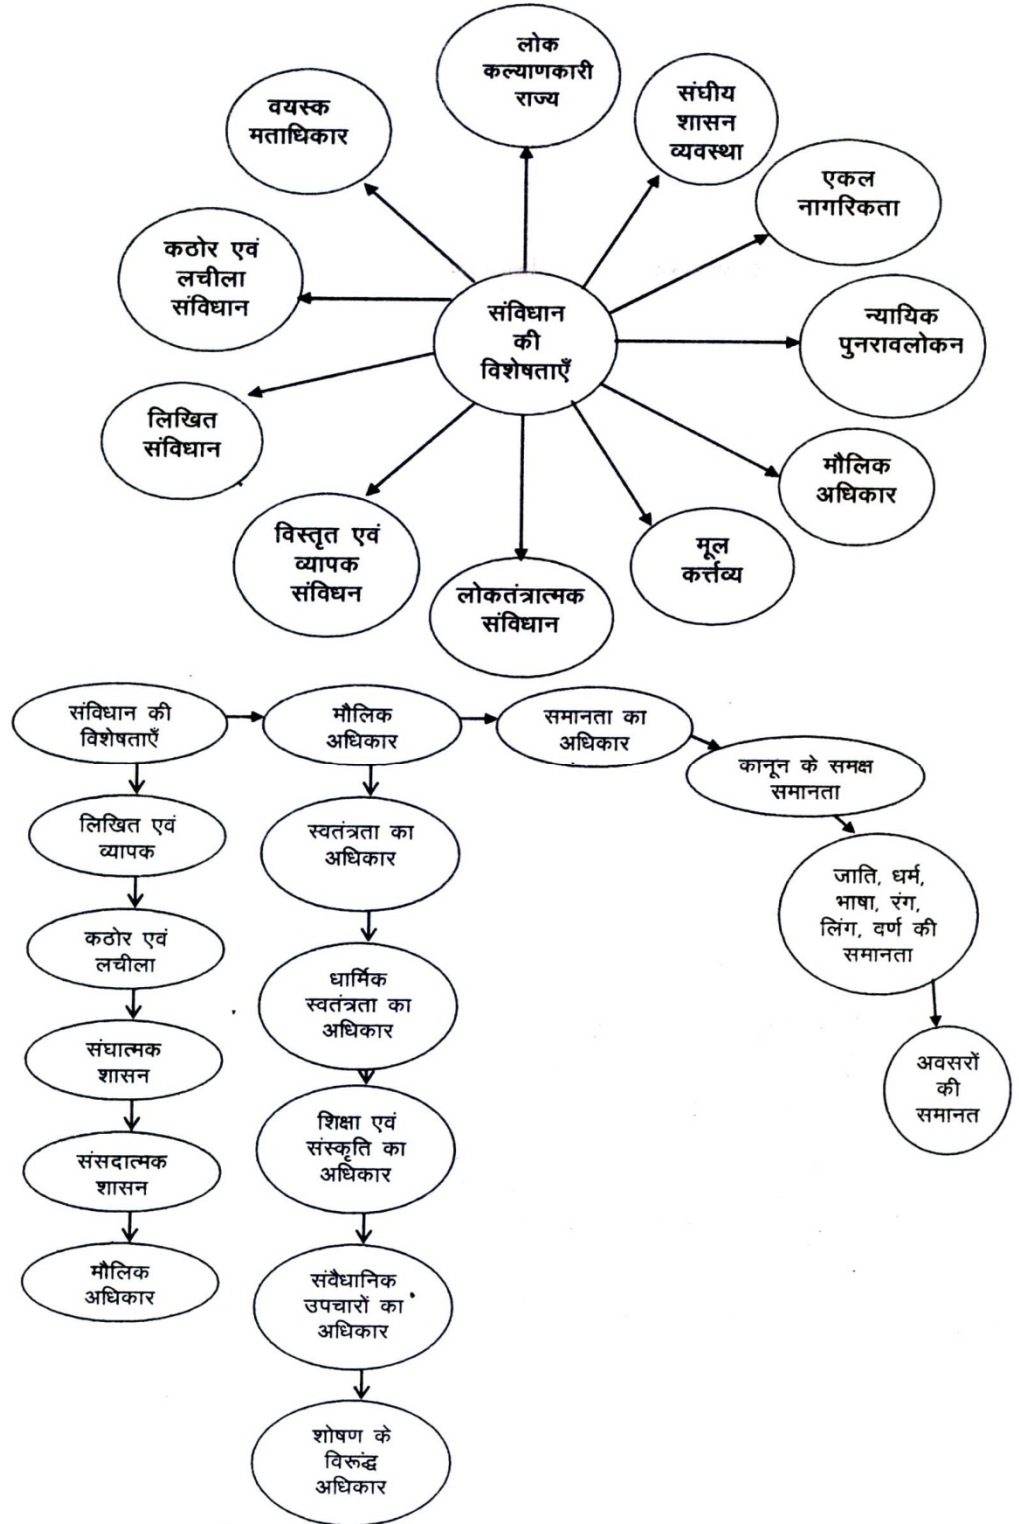 लोक
कल्याणकारी
राज्य
संघीय
शासन
व्यवस्था
एकल
नागरिकता
न्यायिक
पुनरावलोकन
मौलिक
अधिकार
मूल
कर्त्तव्य
लोकतंत्रात्मक
संविधान
विस्तृत एवं
व्यापक
संविधन
लिखित
संविधान
कठोर एवं
लचीला
संविधान
वयस्क
मताधिकार
संविधान
की
विशेषताएँ
संविधान की
विशेषताएँ
लिखित एवं
व्यापक
कठोर एवं
लचीला
संघात्मक
शासन
संसदात्मक
शासन
मौलिक
अधिकार
मौलिक
अधिकार
स्वतंत्रता का
अधिकार
धार्मिक
स्वतंत्रता का
अधिकार
शिक्षा एवं
संस्कृति का
अधिकार
संवैधानिक
उपचारों का
अधिकार
शोषण के
विरूंद्ध
अधिकार
समानता का
अधिकार
कानून के समक्ष
समानता
जाति, धर्म,
भाषा, रंग,
लिंग, वर्ण की
समानता
अवसरों
की
समानत